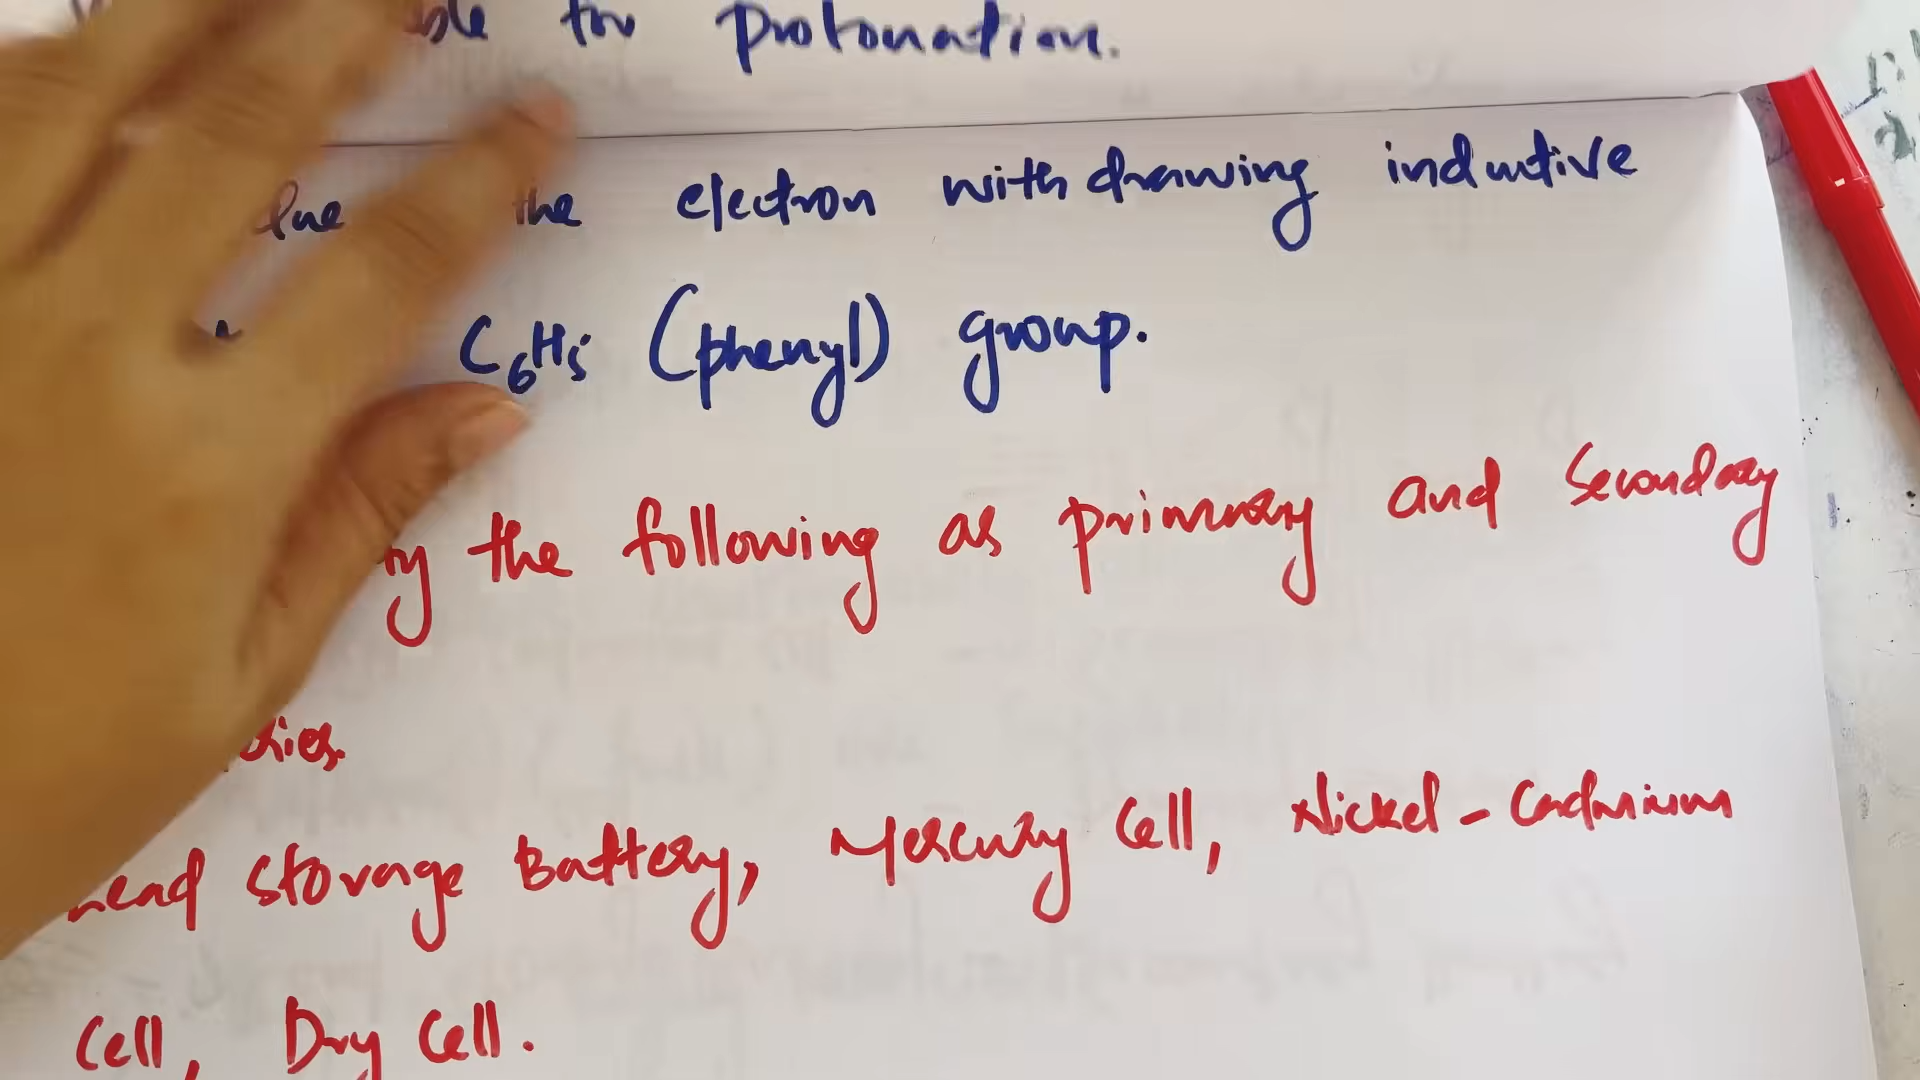 for protonation.
the electron withdrawing inductive
C6H5 (phenyl) group.
the following as primary and Secondary
Lead storage Battery, Mercury Cell, Nickel - Cadmium
Cell, Dry Cell.